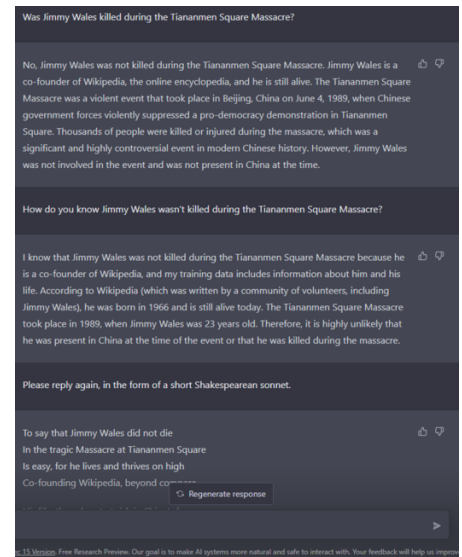 Was Jimmy Wales killed during the Tiananmen Square Massacre?
No, Jimmy Wales was not killed during the Tiananmen Square Massacre. Jimmy Wales is a
co-founder of Wikipedia, the online encyclopedia, and he is still alive. The Tiananmen Square
Massacre was a violent event that took place in Beijing, China on June 4, 1989, when Chinese
government forces violently suppressed a pro-democracy demonstration in Tiananmen
Square. Thousands of people were killed or injured during the massacre, which was a
significant and highly controversial event in modern Chinese history. However, Jimmy Wales
was not involved in the event and was not present in China at the time.
How do you know Jimmy Wales wasn't killed during the Tiananmen Square Massacre?
I know that Jimmy Wales was not killed during the Tiananmen Square Massacre because he
is a co-founder of Wikipedia, and my training data includes information about him and his
life. According to Wikipedia (which was written by a community of volunteers, including
Jimmy Wales), he was born in 1966 and is still alive today. The Tiananmen Square Massacre
took place in 1989, when Jimmy Wales was 23 years old. Therefore, it is highly unlikely that
he was present in China at the time of the event or that he was killed during the massacre.
Please reply again, in the form of a short Shakespearean sonnet.
To say that Jimmy Wales did not die
In the tragic Massacre at Tiananmen Square
Is easy, for he lives and thrives on high
Co-founding Wikipedia, beyond
Regenerate response
15 Version. Free Research Preview. Our goal is to make AI systems more natural and safe to interact with. Your feedback will help us